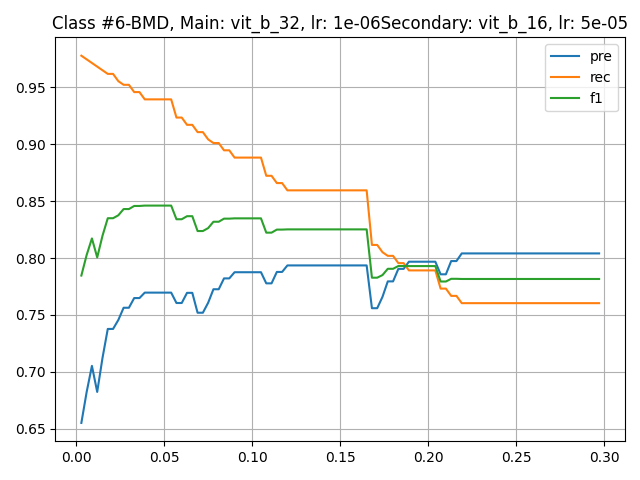 Class #6-BMD, Main: vit_b_32, lr: 1e-06Secondary: vit_b_16, lr: 5e-05
pre
rec
f1
0.95
0.90
0.85
0.80
0.75
0.70
0.65
0.00 0.05 0.10 0.15 0.20 0.25 0.30